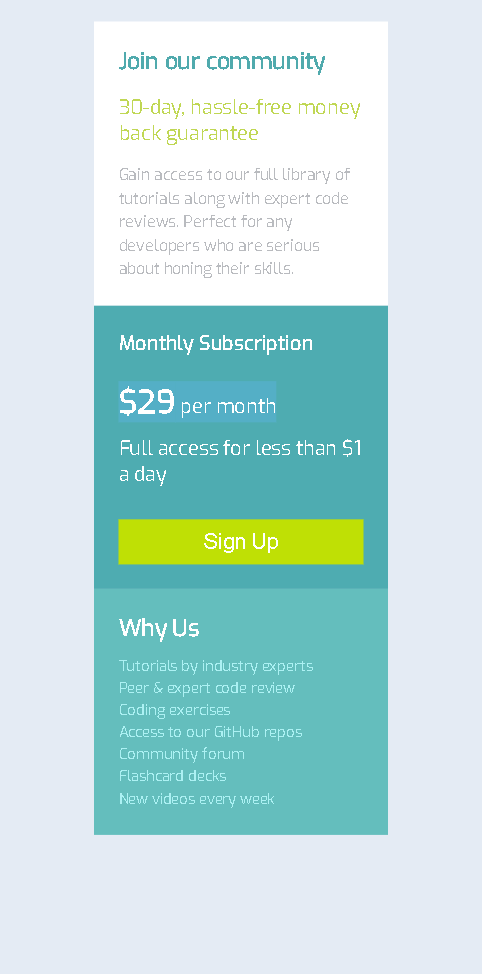 Join our community
30-day, hassle-free money
back guarantee
Gain access to our full library of
tutorials along with expert code
reviews. Perfect for any
developers who are serious
about honing their skills.
Monthly Subscription
$29 per month
Full access for less than $1
a day
Sign Up
Why Us
Tutorials by industry experts
Peer & expert code review
Coding exercises
Access to our GitHub repos
Community forum
Flashcard decks
New videos every week